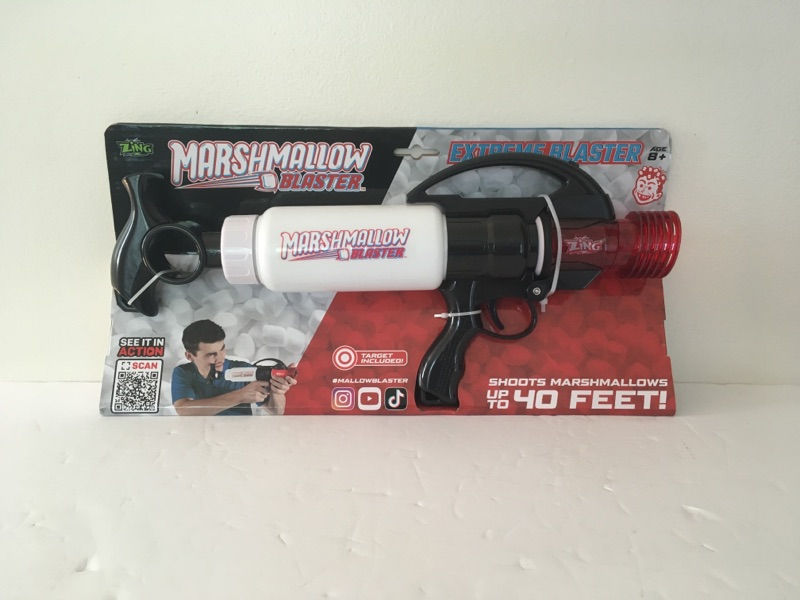 ZING
MARSHMALLOW
BLASTER
EXTREME BLASTER
AGE
8+
MARSHMALLOW
BLASTER
ZING
SEE IT IN
ACTION
SCAN
TARGET
INCLUDED!
#MALLOWBLASTER
SHOOTS MARSHMALLOWS
UP TO 40 FEET!